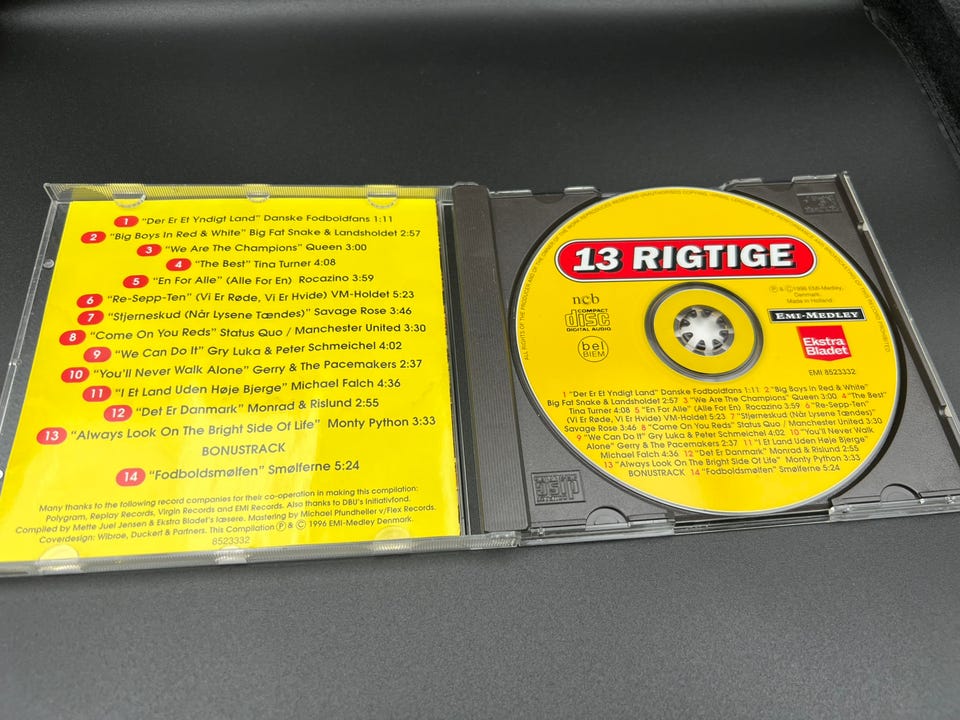 1 "Der Er Et Yndigt Land" Danske Fodboldfans 1:11
2 "Big Boys In Red & White" Big Fat Snake & Landsholdet 2:57
3 "We Are The Champions" Queen 3:00
4 "The Best" Tina Turner 4:08
5 "En For Alle" (Alle For En) Rocazino 3:59
6 "Re-Sepp-Ten" (Vi Er Røde, Vi Er Hvide) VM-Holdet 5:23
7 "Stjerneskud (Når Lysene Tændes)" Savage Rose 3:46
8 "Come On You Reds" Status Quo / Manchester United 3:30
9 "We Can Do It" Gry Luka & Peter Schmeichel 4:02
10 "You'll Never Walk Alone" Gerry & The Pacemakers 2:37
11 "I Et Land Uden Høje Bjerge" Michael Falch 4:36
12 "Det Er Danmark" Monrad & Rislund 2:55
13 "Always Look On The Bright Side Of Life" Monty Python 3:33
BONUSTRACK
14 "Fodboldsmølfen" Smølferne 5:24
Many thanks to the following record companies for their co-operation in making this compilation:
Polygram, Replay Records, Virgin Records and EMI Records. Also thanks to DBU's Initiativfond.
Compiled by Mette Juel Jensen & Ekstra Bladet's læsere. Mastering by Michael Pfundheller v/Flex Records.
Coverdesign: Wibroe, Duckert & Partners. This Compilation Ⓟ & © 1996 EMI-Medley Denmark.
8523332
13 RIGTIGE
ncb
COMPACT
disc
DIGITAL AUDIO
bel
BIEM
Ⓟ & © 1996 EMI-Medley,
Denmark.
Made in Holland
EMI-MEDLEY
Ekstra
Bladet
EMI 8523332
1 "Der Er Et Yndigt Land" Danske Fodboldfans 1:11 2 "Big Boys In Red & White"
Big Fat Snake & Landsholdet 2:57 3 "We Are The Champions" Queen 3:00 4 "The Best"
Tina Turner 4:08 5 "En For Alle" (Alle For En) Rocazino 3:59 6 "Re-Sepp-Ten"
(Vi Er Røde, Vi Er Hvide) VM-Holdet 5:23 7 "Stjerneskud (Når Lysene Tændes)"
Savage Rose 3:46 8 "Come On You Reds" Status Quo / Manchester United 3:30
9 "We Can Do It" Gry Luka & Peter Schmeichel 4:02 10 "You'll Never Walk
Alone" Gerry & The Pacemakers 2:37 11 "I Et Land Uden Høje Bjerge"
Michael Falch 4:36 12 "Det Er Danmark" Monrad & Rislund 2:55
13 "Always Look On The Bright Side Of Life" Monty Python 3:33
BONUSTRACK 14 "Fodboldsmølfen" Smølferne 5:24